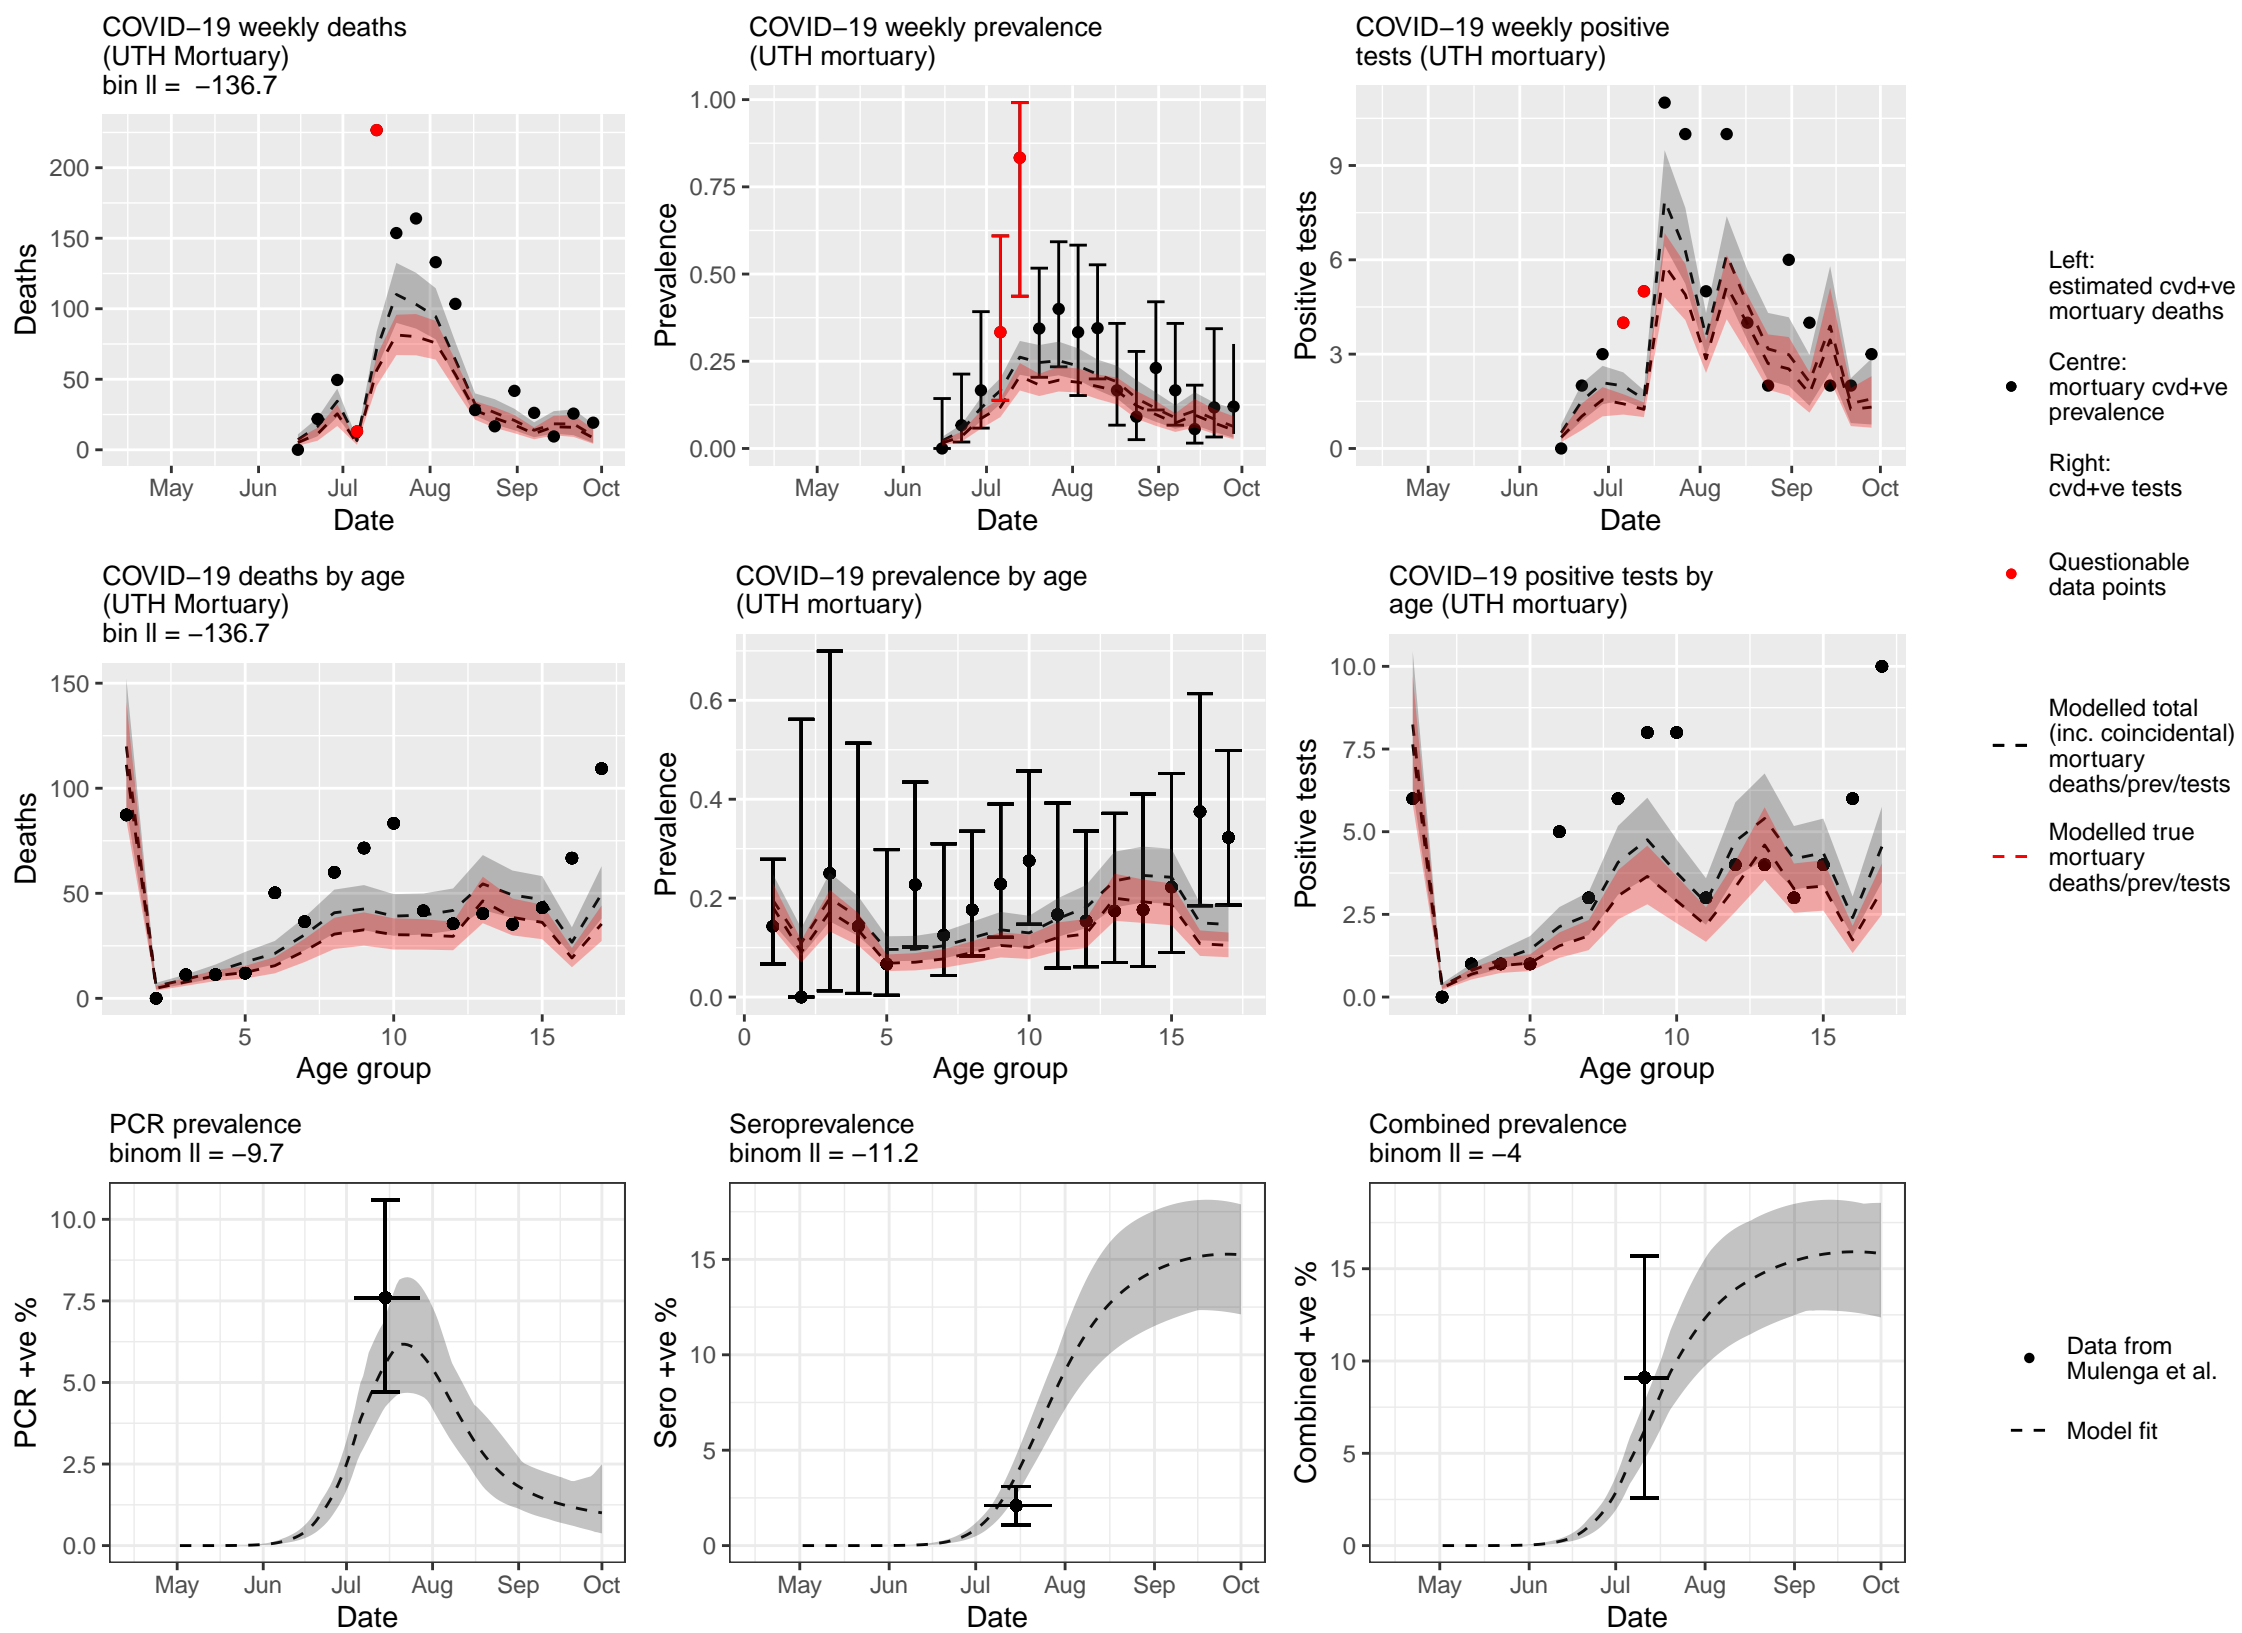 COVID−19 weekly deaths
(UTH Mortuary)
bin ll =  −136.7
200
150
100
50
0
Deaths
May Jun Jul Aug Sep Oct
Date
COVID−19 weekly prevalence
(UTH mortuary)
1.00
0.75
0.50
0.25
0.00
Prevalence
May Jun Jul Aug Sep Oct
Date
COVID−19 weekly positive
tests (UTH mortuary)
9
6
3
0
Positive tests
May Jun Jul Aug Sep Oct
Date
Left:
estimated cvd+ve
mortuary deaths
Centre:
mortuary cvd+ve
prevalence
Right:
cvd+ve tests
Questionable
data points
Modelled total
(inc. coincidental)
mortuary
deaths/prev/tests
Modelled true
mortuary
deaths/prev/tests
COVID−19 deaths by age
(UTH Mortuary)
bin ll = −136.7
150
100
50
0
Deaths
5 10 15
Age group
COVID−19 prevalence by age
(UTH mortuary)
0.6
0.4
0.2
0.0
Prevalence
0 5 10 15
Age group
COVID−19 positive tests by
age (UTH mortuary)
10.0
7.5
5.0
2.5
0.0
Positive tests
5 10 15
Age group
PCR prevalence
binom ll = −9.7
10.0
7.5
5.0
2.5
0.0
PCR +ve %
May Jun Jul Aug Sep Oct
Date
Seroprevalence
binom ll = −11.2
15
10
5
0
Sero +ve %
May Jun Jul Aug Sep Oct
Date
Combined prevalence
binom ll = −4
15
10
5
0
Combined +ve %
May Jun Jul Aug Sep Oct
Date
Data from
Mulenga et al.
Model fit